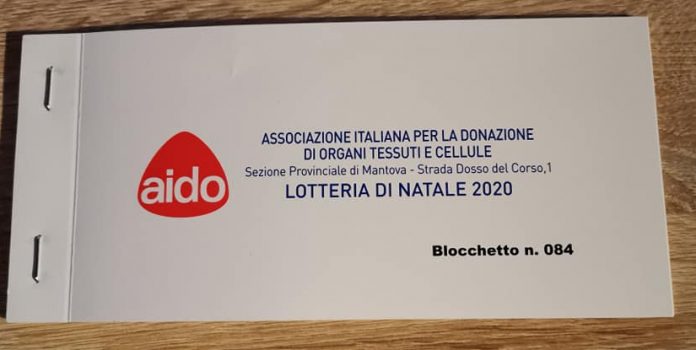 aido
ASSOCIAZIONE ITALIANA PER LA DONAZIONE
DI ORGANI TESSUTI E CELLULE
Sezione Provinciale di Mantova - Strada Dosso del Corso,1
LOTTERIA DI NATALE 2020
Blocchetto n. 084